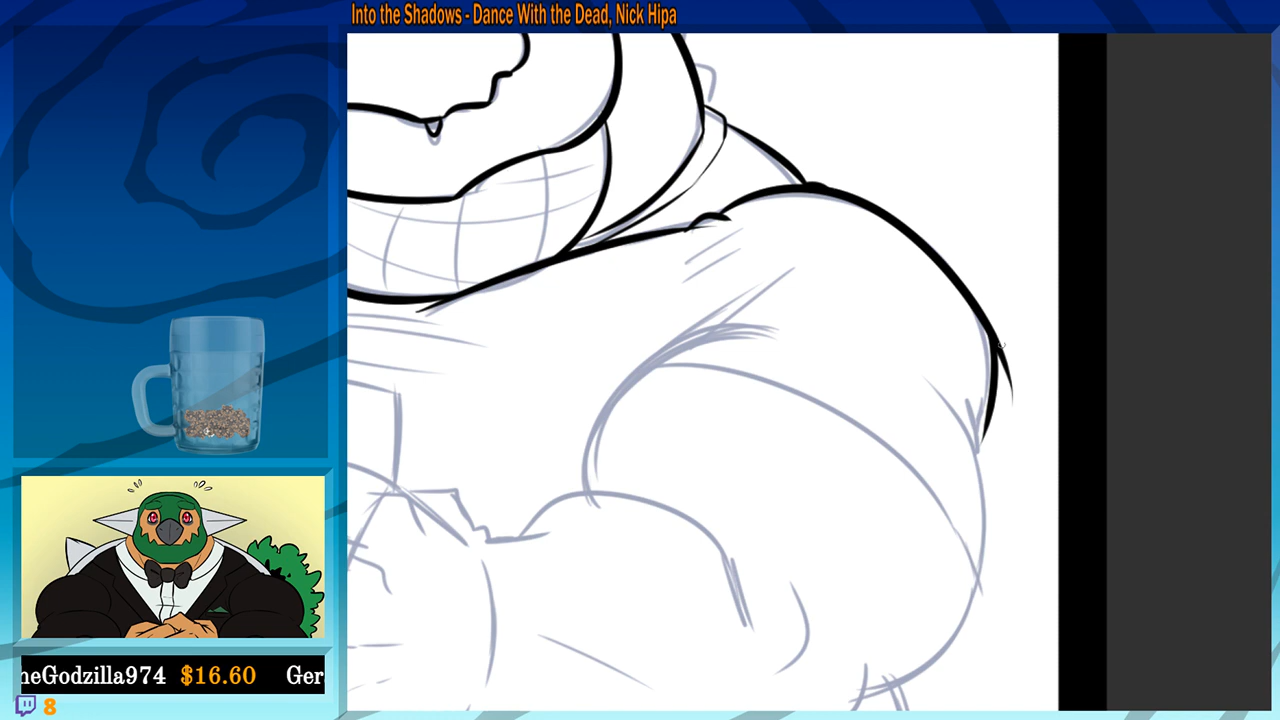 Into the Shadows - Dance With the Dead, Nick Hipa
neGodzilla974 $16.60 Ger
8